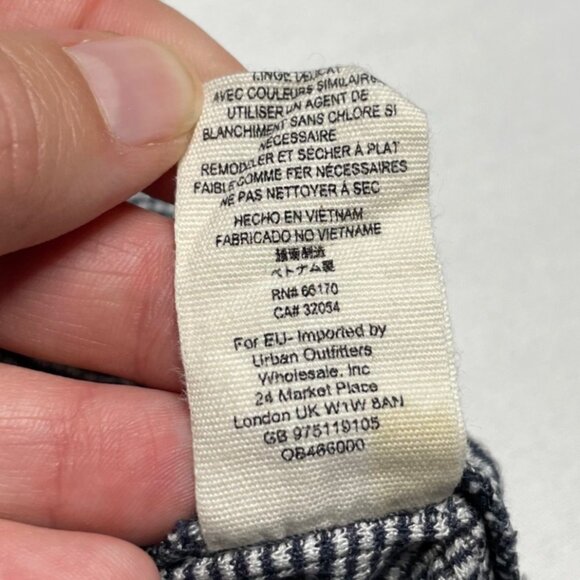 LINGE DÉLICAT
AVEC COULEURS SIMILAIRES
UTILISER UN AGENT DE
BLANCHIMENT SANS CHLORE SI
NÉCESSAIRE
REMODELER ET SÉCHER À PLAT
FAIBLE COMME FER NÉCESSAIRES
NE PAS NETTOYER À SEC
HECHO EN VIETNAM
FABRICADO NO VIETNAME
越南製造
ベトナム製
RN# 66170
CA# 32054
For EU- Imported by
Urban Outfitters
Wholesale, Inc
24 Market Place
London UK W1W 8AN
GB 975119105
OB466000